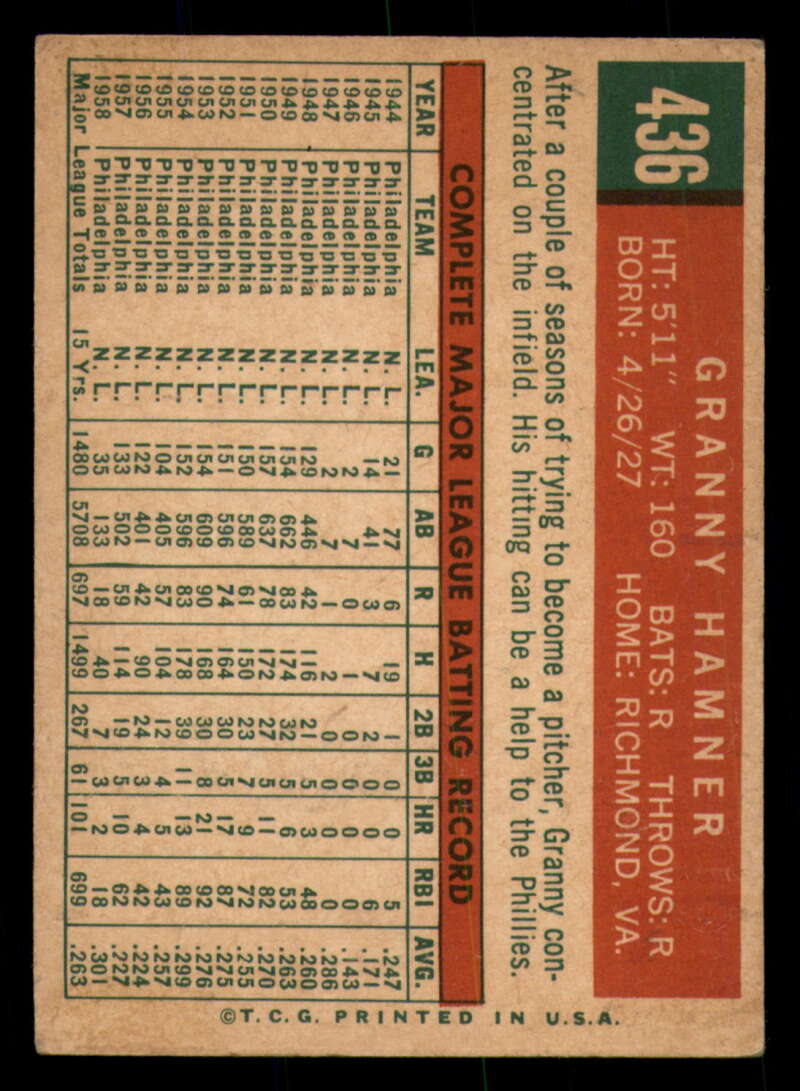 436
GRANNY HAMNER
HT: 5'11" WT: 160 BATS: R THROWS: R
BORN: 4/26/27 HOME: RICHMOND, VA.
After a couple of seasons of trying to become a pitcher, Granny con-
centrated on the infield. His hitting can be a help to the Phillies.
COMPLETE MAJOR LEAGUE BATTING RECORD
YEAR TEAM LEA. G AB R H 2B 3B HR RBI AVG.
1944 Philadelphia N. L. 21 77 6 19 1 0 0 5 .247
1945 Philadelphia N. L. 14 41 3 7 2 0 0 6 .171
1946 Philadelphia N. L. 2 7 0 1 0 0 0 0 .143
1947 Philadelphia N. L. 2 7 1 2 0 0 0 0 .286
1948 Philadelphia N. L. 129 446 42 116 21 5 3 48 .260
1949 Philadelphia N. L. 154 662 83 174 32 5 6 53 .263
1950 Philadelphia N. L. 157 637 78 172 27 5 11 82 .270
1951 Philadelphia N. L. 150 589 61 150 23 7 9 72 .255
1952 Philadelphia N. L. 151 596 74 164 30 5 17 87 .275
1953 Philadelphia N. L. 154 609 90 168 30 8 21 92 .276
1954 Philadelphia N. L. 152 596 83 178 39 11 13 89 .299
1955 Philadelphia N. L. 104 405 57 104 12 4 5 43 .257
1956 Philadelphia N. L. 122 401 42 90 24 3 4 42 .224
1957 Philadelphia N. L. 133 502 59 114 19 5 10 62 .227
1958 Philadelphia N. L. 35 133 18 40 7 3 2 18 .301
Major League Totals 15 Yrs. 1480 5708 697 1499 267 61 101 699 .263
©T.C.G. PRINTED IN U.S.A.